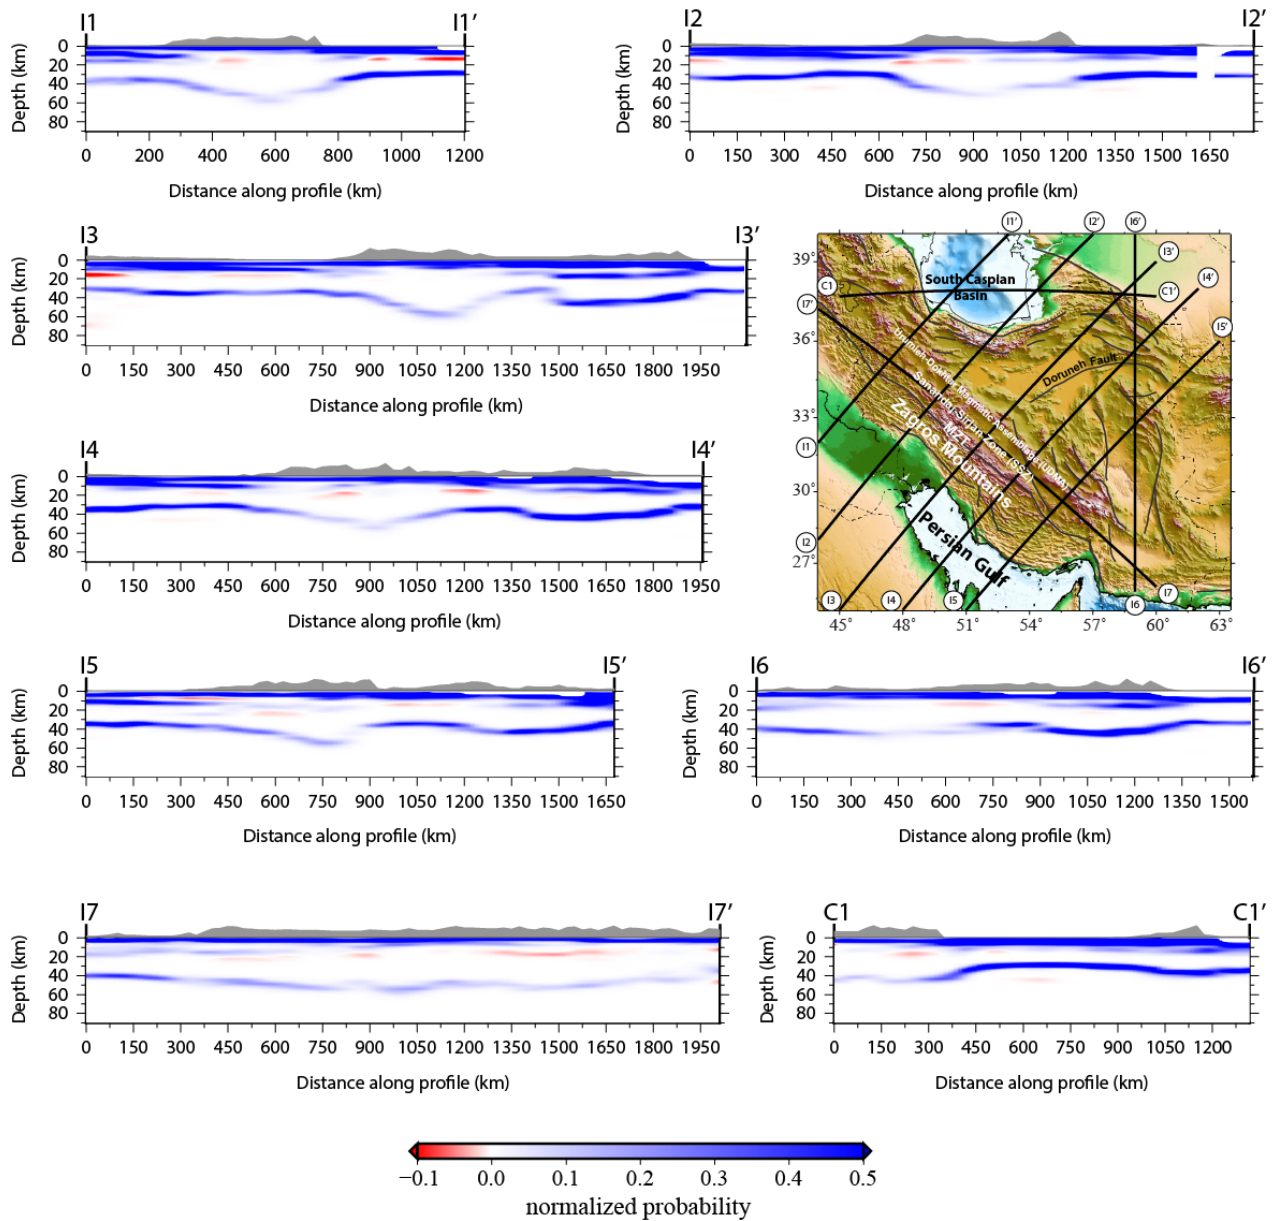 I1 I1′
Depth (km)
0
20
40
60
80
0 200 400 600 800 1000 1200
Distance along profile (km)
I2 I2′
Depth (km)
0
20
40
60
80
0 150 300 450 600 750 900 1050 1200 1350 1500 1650
Distance along profile (km)
I3 I3′
Depth (km)
0
20
40
60
80
0 150 300 450 600 750 900 1050 1200 1350 1500 1650 1800 1950
Distance along profile (km)
I1′ I2′ I6′
I3′
39°
I4′
South Caspian
Basin
C1 C1′
I7′
I5′
36°
Doruneh Fault
Urumieh-Dokhtar Magmatic Assemblage (UDMA)
Sanandaj-Sirjan Zone (SSZ)
MZT
Zagros Mountains
33°
I1
30°
Persian Gulf
I2
27°
I3 I4 I5 I6 I7
45° 48° 51° 54° 57° 60° 63°
I4 I4′
Depth (km)
0
20
40
60
80
0 150 300 450 600 750 900 1050 1200 1350 1500 1650 1800 1950
Distance along profile (km)
I5 I5′
Depth (km)
0
20
40
60
80
0 150 300 450 600 750 900 1050 1200 1350 1500 1650
Distance along profile (km)
I6 I6′
Depth (km)
0
20
40
60
80
0 150 300 450 600 750 900 1050 1200 1350 1500
Distance along profile (km)
I7 I7′
Depth (km)
0
20
40
60
80
0 150 300 450 600 750 900 1050 1200 1350 1500 1650 1800 1950
Distance along profile (km)
C1 C1′
Depth (km)
0
20
40
60
80
0 150 300 450 600 750 900 1050 1200
Distance along profile (km)
−0.1 0.0 0.1 0.2 0.3 0.4 0.5
normalized probability